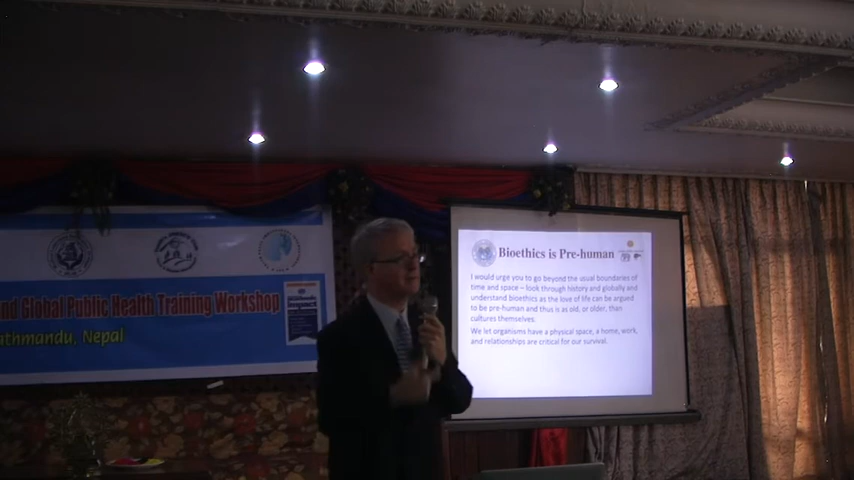 and Global Public Health Training Workshop
athmandu, Nepal
Bioethics is Pre-human
I would urge you to go beyond the usual boundaries of
time and space – look through history and globally and
understand bioethics as the love of life can be argued
to be pre-human and thus is as old, or older, than
cultures themselves.
We let organisms have a physical space, a home, work,
and relationships are critical for our survival.